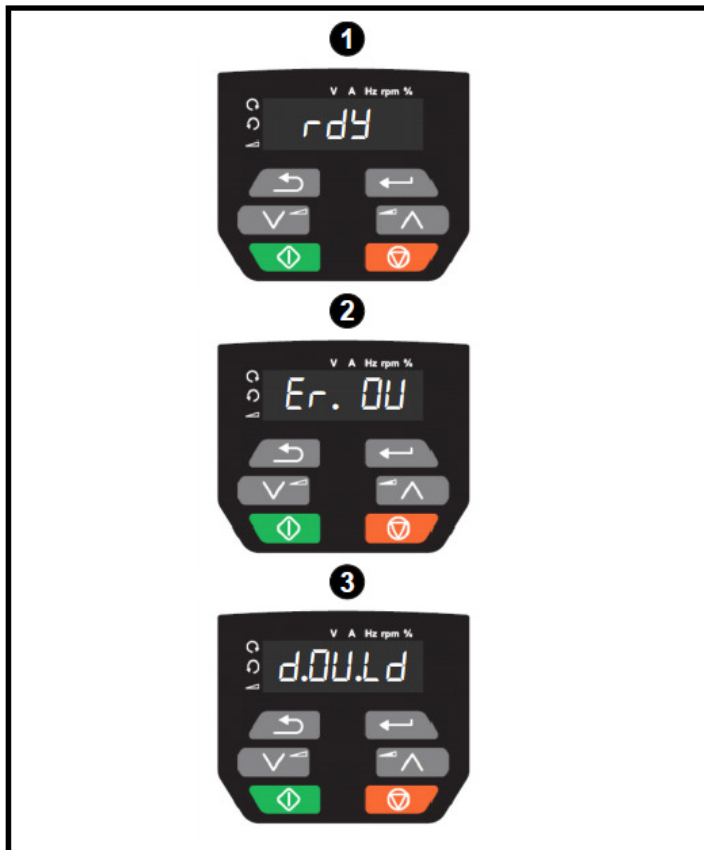 1
V A Hz rpm %
rdY
2
V A Hz rpm %
Er. OU
3
V A Hz rpm %
d.OU.Ld